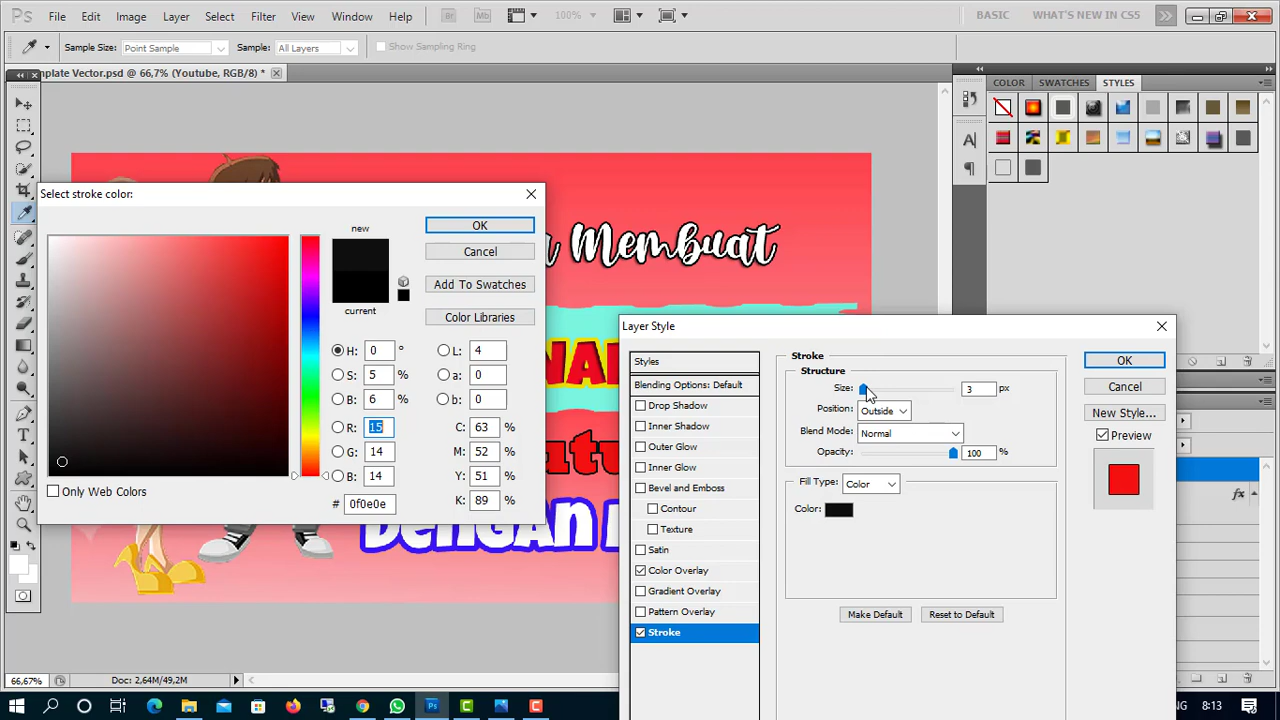 Ps File Edit Image Layer Select Filter View Window Help Br Mb 100% BASIC WHAT'S NEW IN CS5
Sample Size: Point Sample Sample: All Layers Show Sampling Ring
mplate Vector.psd @ 66,7% (Youtube, RGB/8) *
COLOR SWATCHES STYLES
Select stroke color:
new
current
OK
Cancel
Add To Swatches
Color Libraries
H: 0 °
S: 5 %
B: 6 %
R: 15
G: 14
B: 14
# 0f0e0e
L: 4
a: 0
b: 0
C: 63 %
M: 52 %
Y: 51 %
K: 89 %
Only Web Colors
Membuat
DENGAN
Layer Style
Styles
Blending Options: Default
Drop Shadow
Inner Shadow
Outer Glow
Inner Glow
Bevel and Emboss
Contour
Texture
Satin
Color Overlay
Gradient Overlay
Pattern Overlay
Stroke
Stroke
Structure
Size: 3 px
Position: Outside
Blend Mode: Normal
Opacity: 100 %
Fill Type: Color
Color:
Make Default Reset to Default
OK
Cancel
New Style...
Preview
fx
66,67% Doc: 2,64M/49,2M
8:13